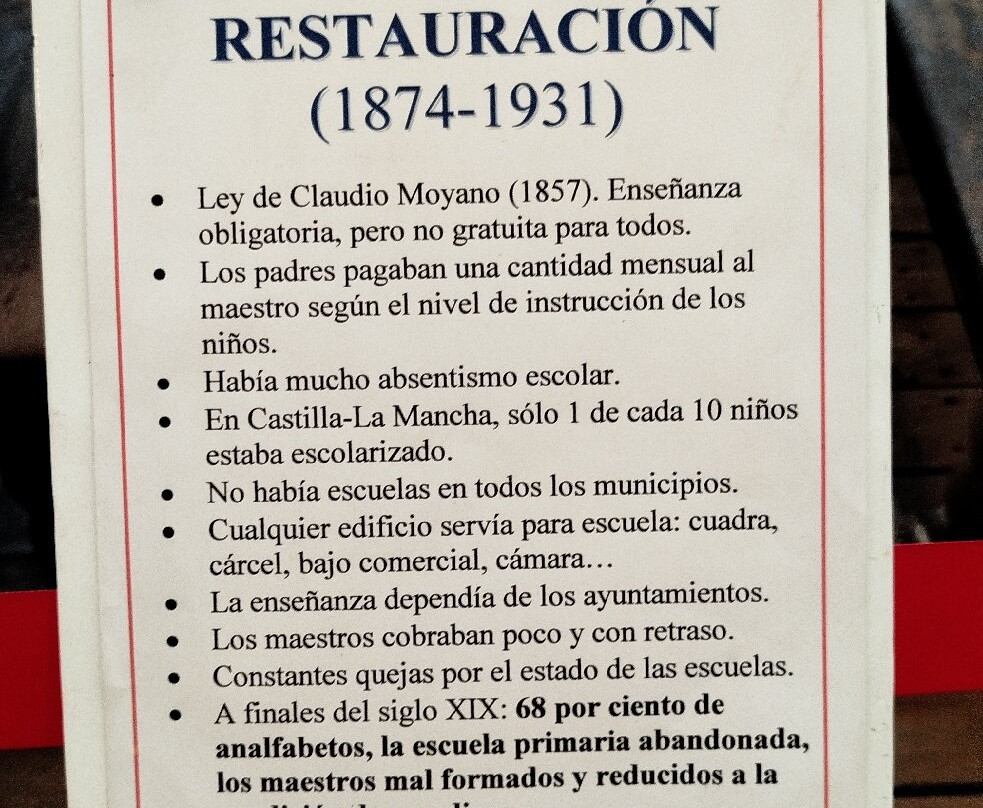 RESTAURACIÓN
(1874-1931)
• Ley de Claudio Moyano (1857). Enseñanza
obligatoria, pero no gratuita para todos.
• Los padres pagaban una cantidad mensual al
maestro según el nivel de instrucción de los
niños.
• Había mucho absentismo escolar.
• En Castilla-La Mancha, sólo 1 de cada 10 niños
estaba escolarizado.
• No había escuelas en todos los municipios.
• Cualquier edificio servía para escuela: cuadra,
cárcel, bajo comercial, cámara…
• La enseñanza dependía de los ayuntamientos.
• Los maestros cobraban poco y con retraso.
• Constantes quejas por el estado de las escuelas.
• A finales del siglo XIX: 68 por ciento de
analfabetos, la escuela primaria abandonada,
los maestros mal formados y reducidos a la